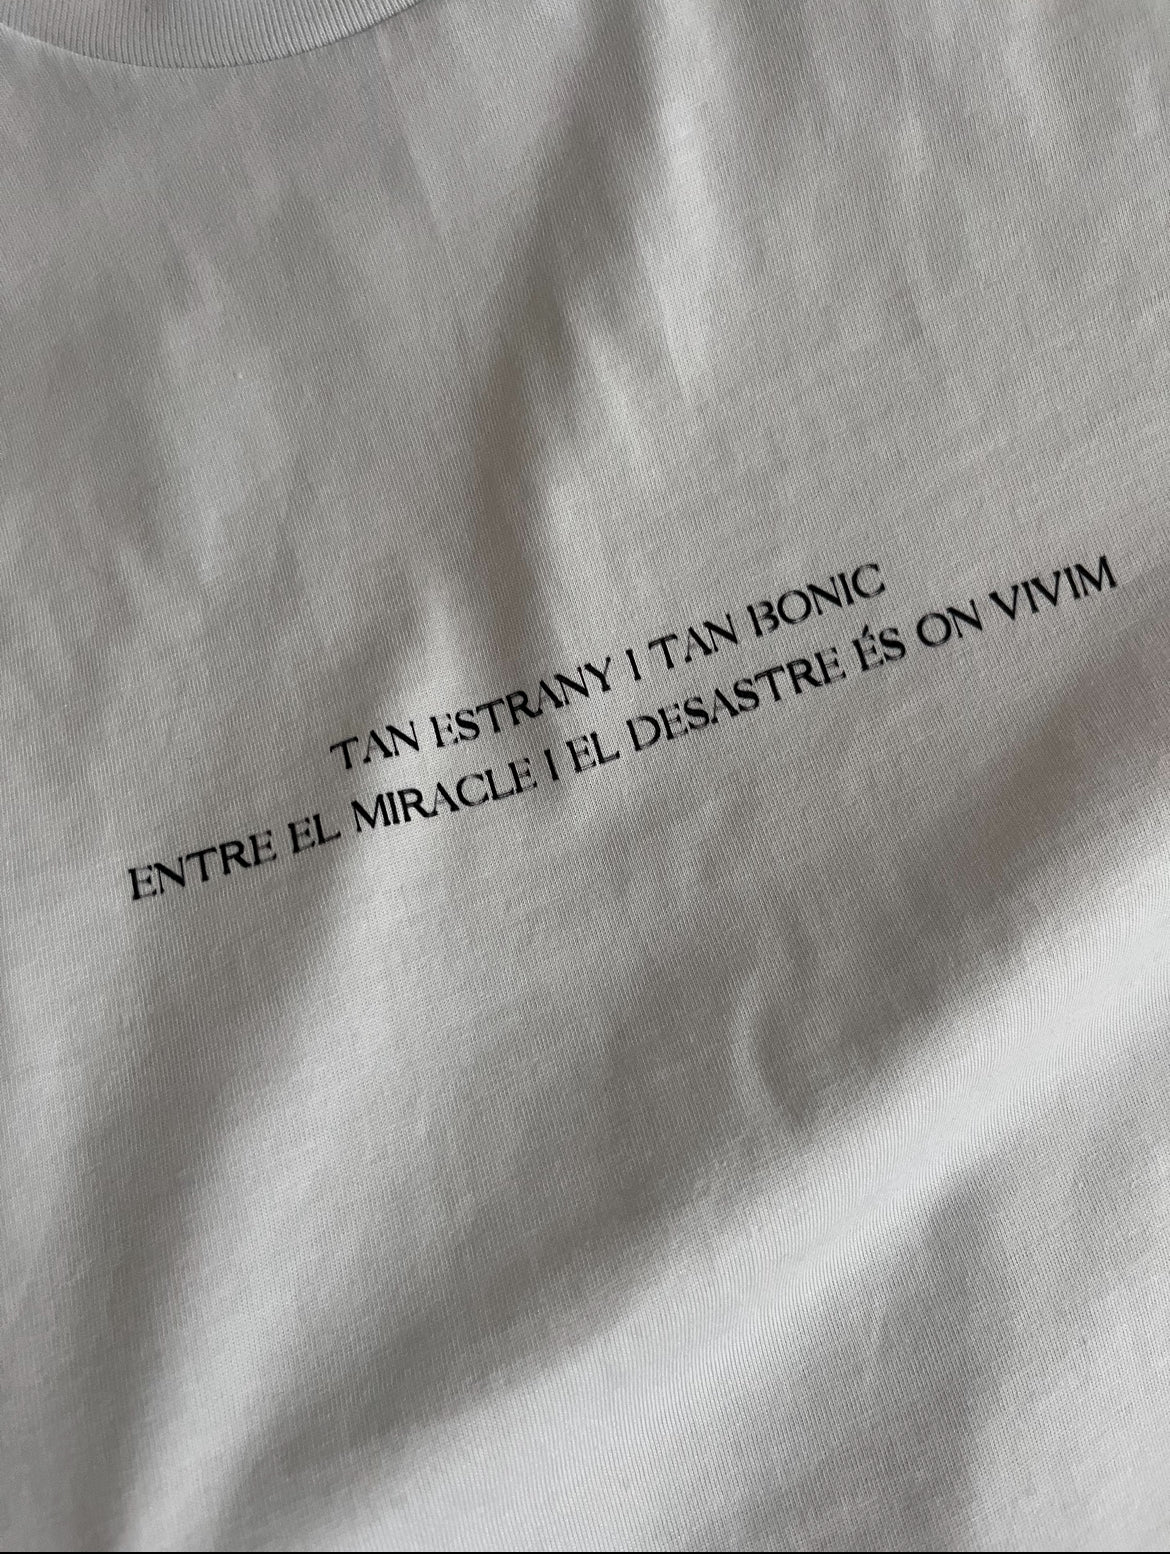 TAN ESTRANY I TAN BONIC
ENTRE EL MIRACLE I EL DESASTRE ÉS ON VIVIM